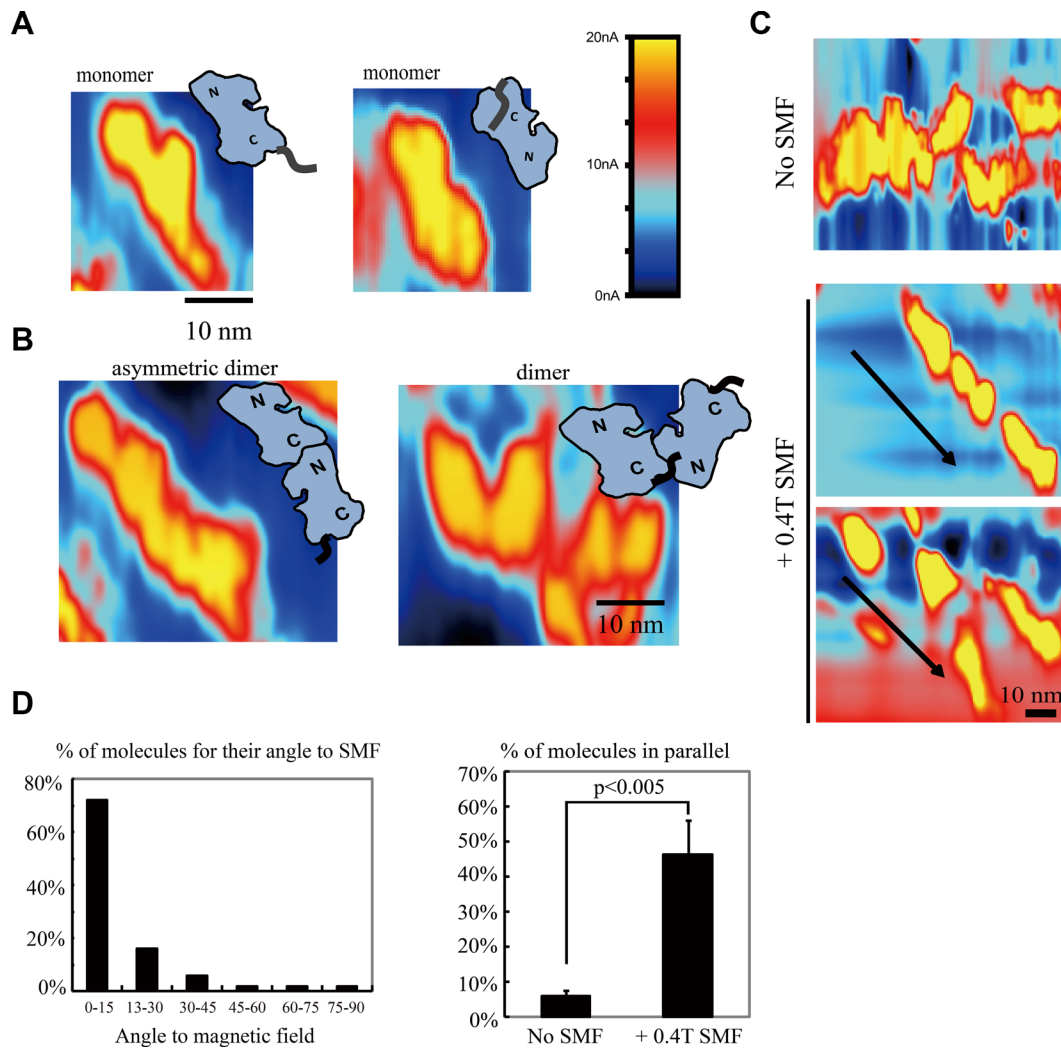 A
monomer
N
C
monomer
C
N
20nA
10nA
0nA
10 nm
B
asymmetric dimer
N
C
N
C
dimer
N
C
C
N
10 nm
C
No SMF
+ 0.4T SMF
10 nm
D
% of molecules for their angle to SMF
80%
60%
40%
20%
0%
0-15 13-30 30-45 45-60 60-75 75-90
Angle to magnetic field
% of molecules in parallel
70%
60%
50%
40%
30%
20%
10%
0%
p<0.005
No SMF + 0.4T SMF